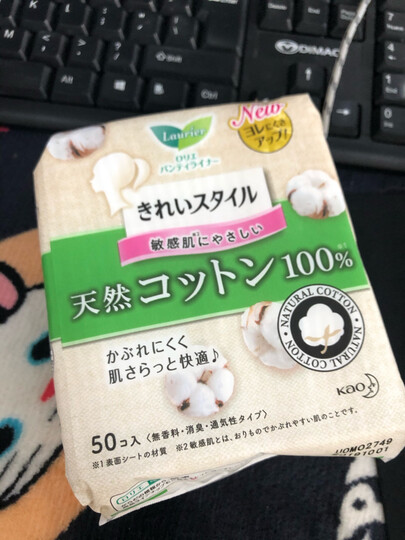 DIMAC
Laurier
ロリエ
パンティライナー
New
ヨレにくさ
アップ!
きれいスタイル
敏感肌※2にやさしい
天然コットン100%※1
NATURAL COTTON・NATURAL COTTON・
かぶれにくく
肌さらっと快適♪
Kao
50コ入〈無香料・消臭・通気性タイプ〉
※1 表面シートの材質 ※2 敏感肌とは、おりものでかぶれやすい肌のことです。